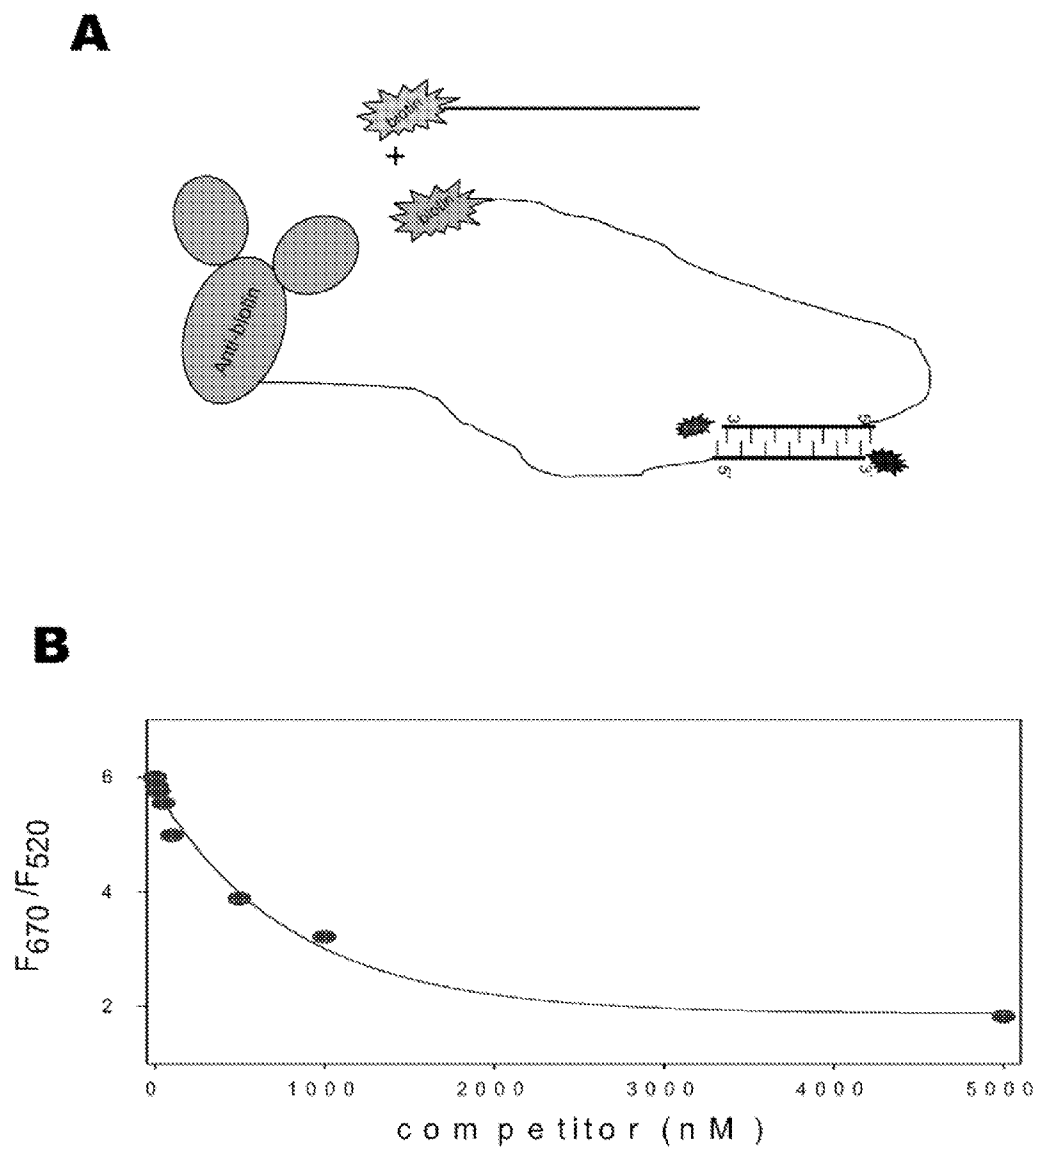 A
biotin
+
biotin
Anti-biotin
3'
5'
5'
3'
B
F670/F520
6
4
2
0 1000 2000 3000 4000 5000
competitor (nM)